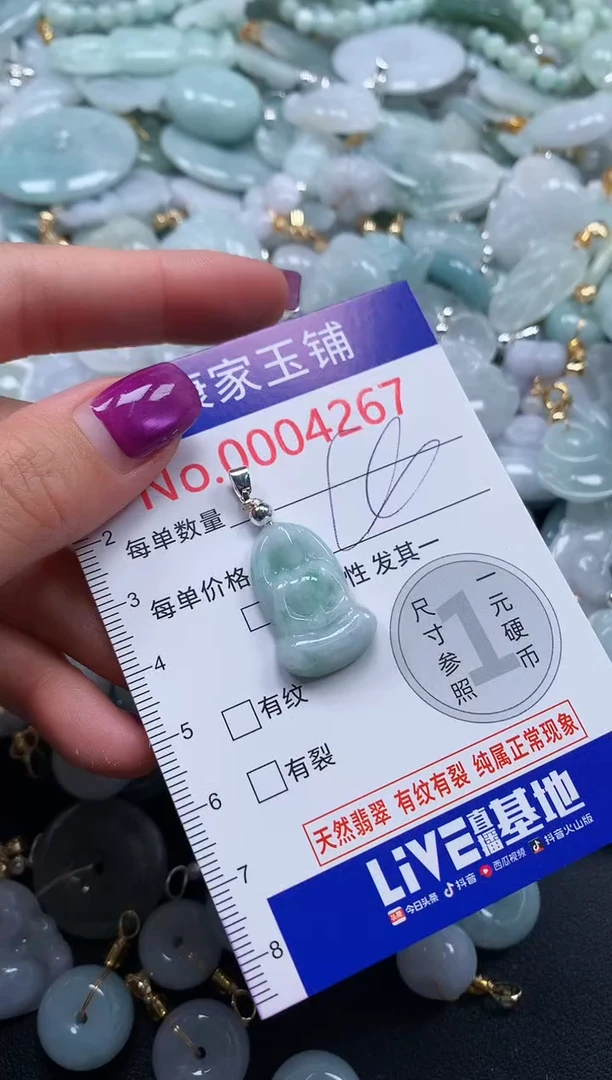 家玉铺
No.0004267
每单数量
每单价格
性 发其一
有纹
有裂
尺寸参照
1
一元硬币
2
3
4
5
6
7
8
天然翡翠 有纹有裂 纯属正常现象
LiVE直播基地
今日头条 抖音 西瓜视频 抖音火山版